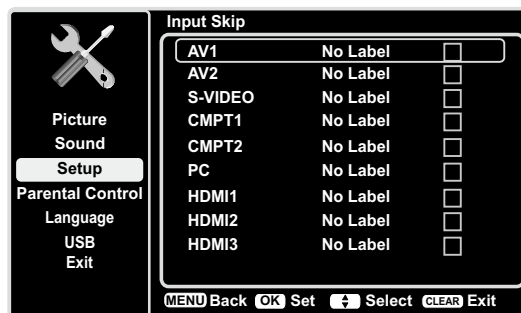 Input Skip
AV1 No Label
AV2 No Label
S-VIDEO No Label
CMPT1 No Label
CMPT2 No Label
PC No Label
HDMI1 No Label
HDMI2 No Label
HDMI3 No Label
Picture
Sound
Setup
Parental Control
Language
USB
Exit
MENU Back OK Set Select CLEAR Exit